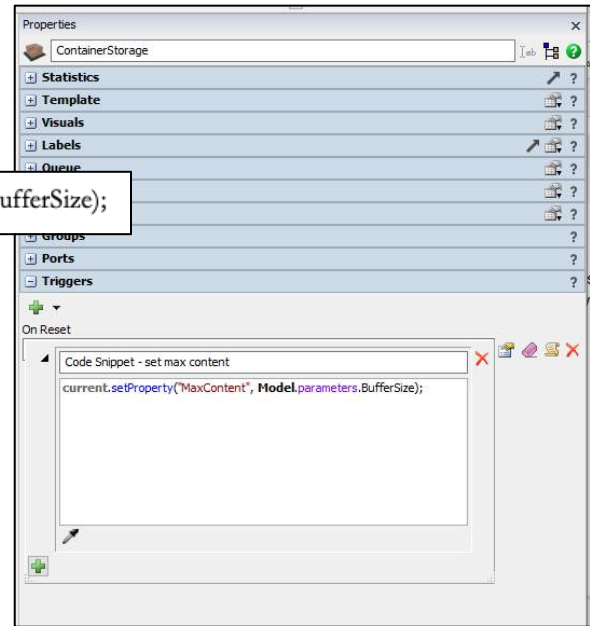 Properties
ContainerStorage
Statistics
Template
Visuals
Labels
Queue
ufferSize);
Groups
Ports
Triggers
On Reset
Code Snippet - set max content
current.setProperty("MaxContent", Model.parameters.BufferSize);